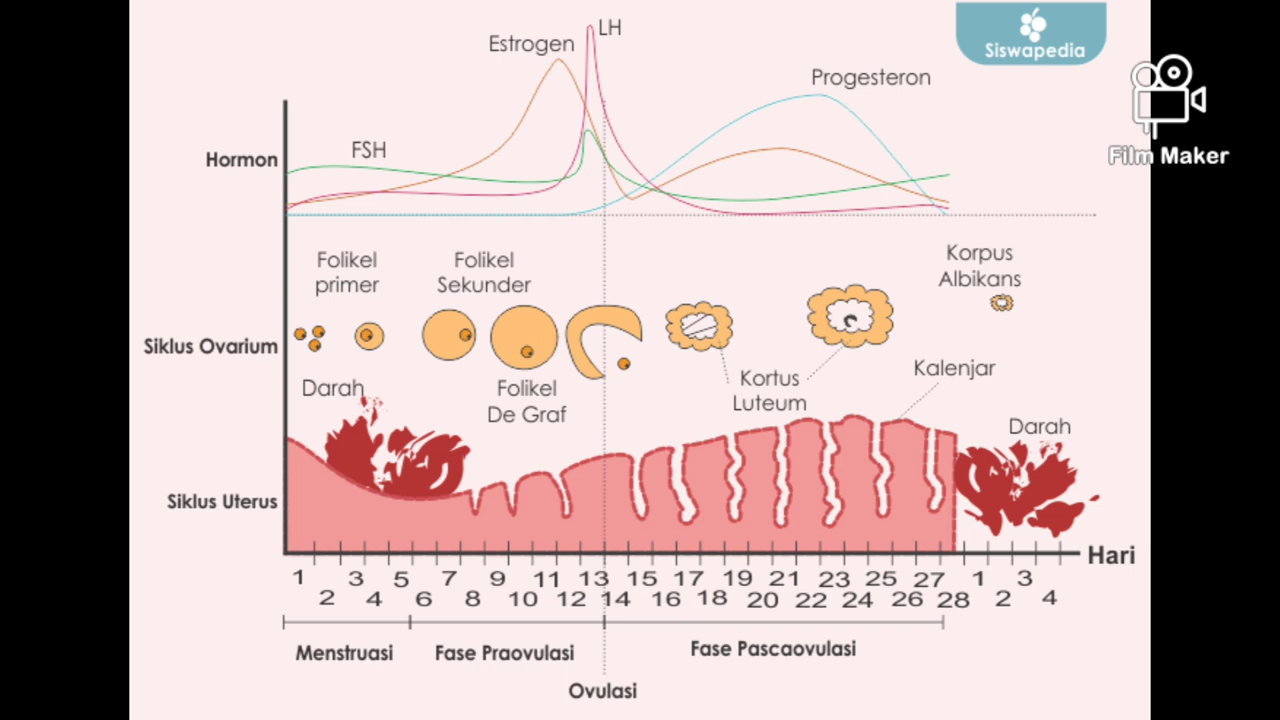 Siswapedia
Film Maker
LH
Estrogen
Progesteron
FSH
Hormon
Folikel
primer
Folikel
Sekunder
Korpus
Albikans
Siklus Ovarium
Darah
Folikel
De Graf
Kortus
Luteum
Kalenjar
Darah
Siklus Uterus
Hari
1 3 5 7 9 11 13 15 17 19 21 23 25 27 1 3
2 4 6 8 10 12 14 16 18 20 22 24 26 28 2 4
Menstruasi
Fase Praovulasi
Fase Pascaovulasi
Ovulasi